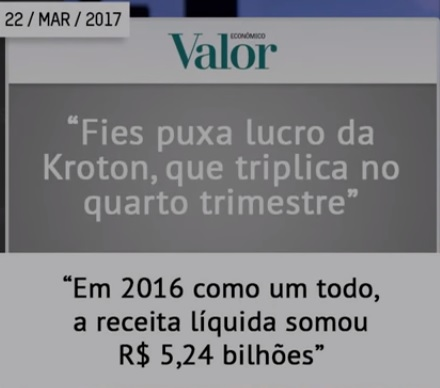 22 / MAR / 2017
ECONÔMICO
Valor
“Fies puxa lucro da
Kroton, que triplica no
quarto trimestre”
“Em 2016 como um todo,
a receita líquida somou
R$ 5,24 bilhões”